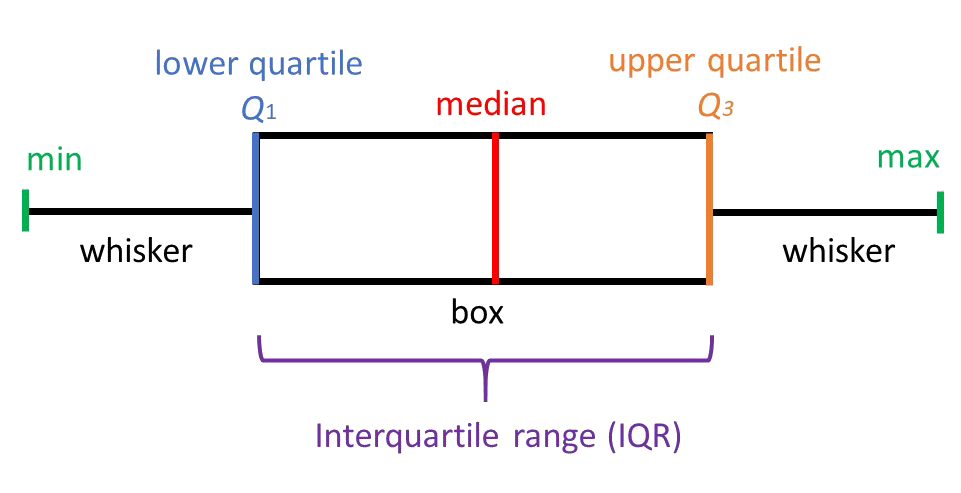 lower quartile
Q1
upper quartile
Q3
median
min
max
whisker
whisker
box
Interquartile range (IQR)